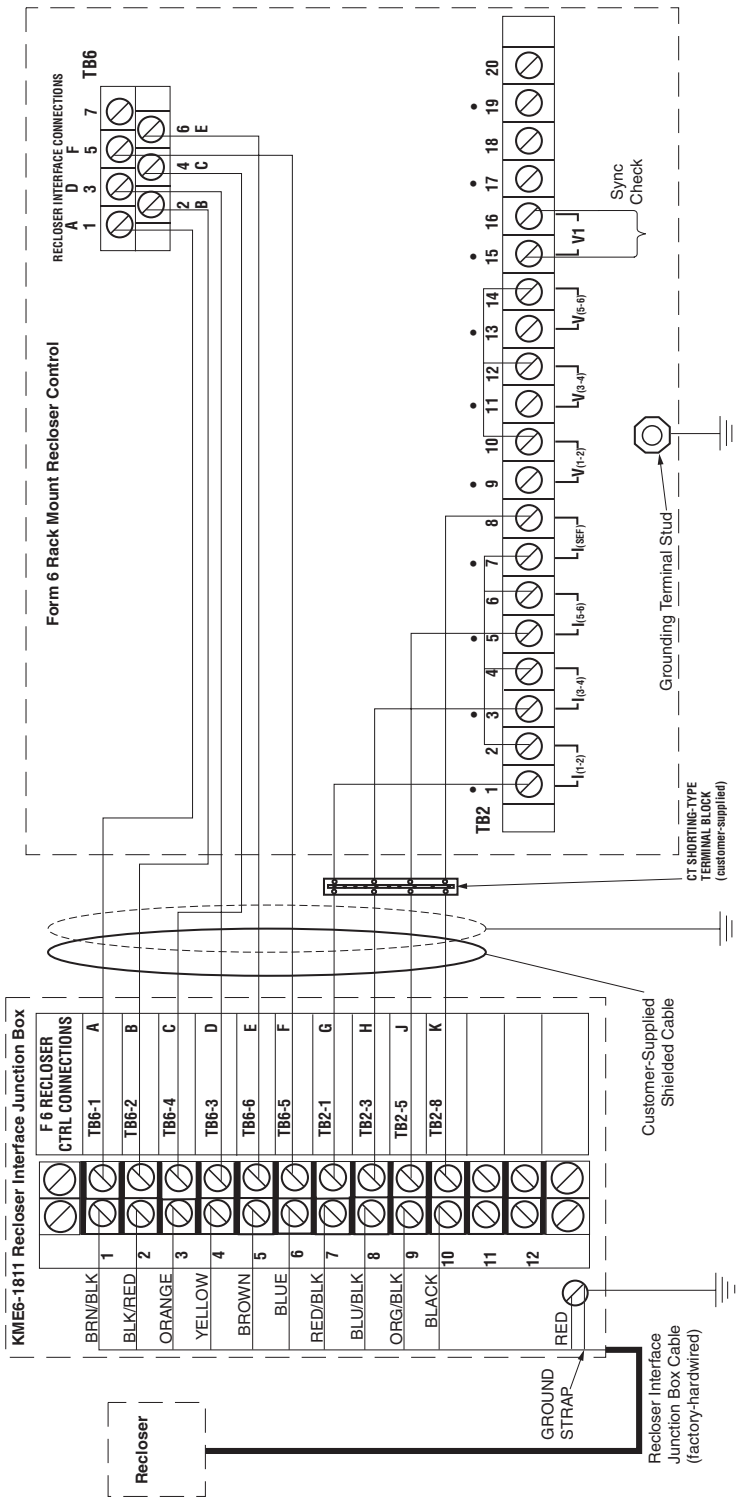 Recloser
KME6-1811 Recloser Interface Junction Box
F 6 RECLOSER
CTRL CONNECTIONS
BRN/BLK 1 TB6-1 A
BLK/RED 2 TB6-2 B
ORANGE 3 TB6-4 C
YELLOW 4 TB6-3 D
BROWN 5 TB6-6 E
BLUE 6 TB6-5 F
RED/BLK 7 TB2-1 G
BLU/BLK 8 TB2-3 H
ORG/BLK 9 TB2-5 J
BLACK 10 TB2-8 K
11
12
RED
GROUND
STRAP
Recloser Interface
Junction Box Cable
(factory-hardwired)
Customer-Supplied
Shielded Cable
CT SHORTING-TYPE
TERMINAL BLOCK
(customer-supplied)
Form 6 Rack Mount Recloser Control
RECLOSER INTERFACE CONNECTIONS
TB6
A D F
1 3 5 7
2 4 6
B C E
TB2
1 2 3 4 5 6 7 8 9 10 11 12 13 14 15 16 17 18 19 20
I(1-2) I(3-4) I(5-6) I(SEF) V(1-2) V(3-4) V(5-6) V1
Sync
Check
Grounding Terminal Stud